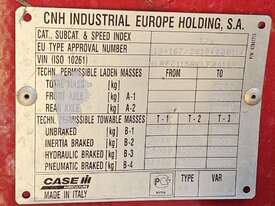 CNH INDUSTRIAL EUROPE HOLDING, S.A.
CAT., SUBCAT. & SPEED INDEX
EU TYPE APPROVAL NUMBER
VIN (ISO 10261)
TECHN. PERMISSIBLE LADEN MASSES FROM TO
TOTAL MASS [kg]
FRONT AXLE [kg] A-1
REAR AXLE [kg] A-2
TECHN. PERMISSIBLE TOWABLE MASS T-1 T-2 T-3
UNBRAKED [kg] B-1
INERTIA BRAKED [kg] B-2
HYDRAULIC BRAKED [kg] B-3
PNEUMATIC BRAKED [kg] B-4
CASE IH
AGRICULTURE
MADE IN ITALY
TYPE VAR